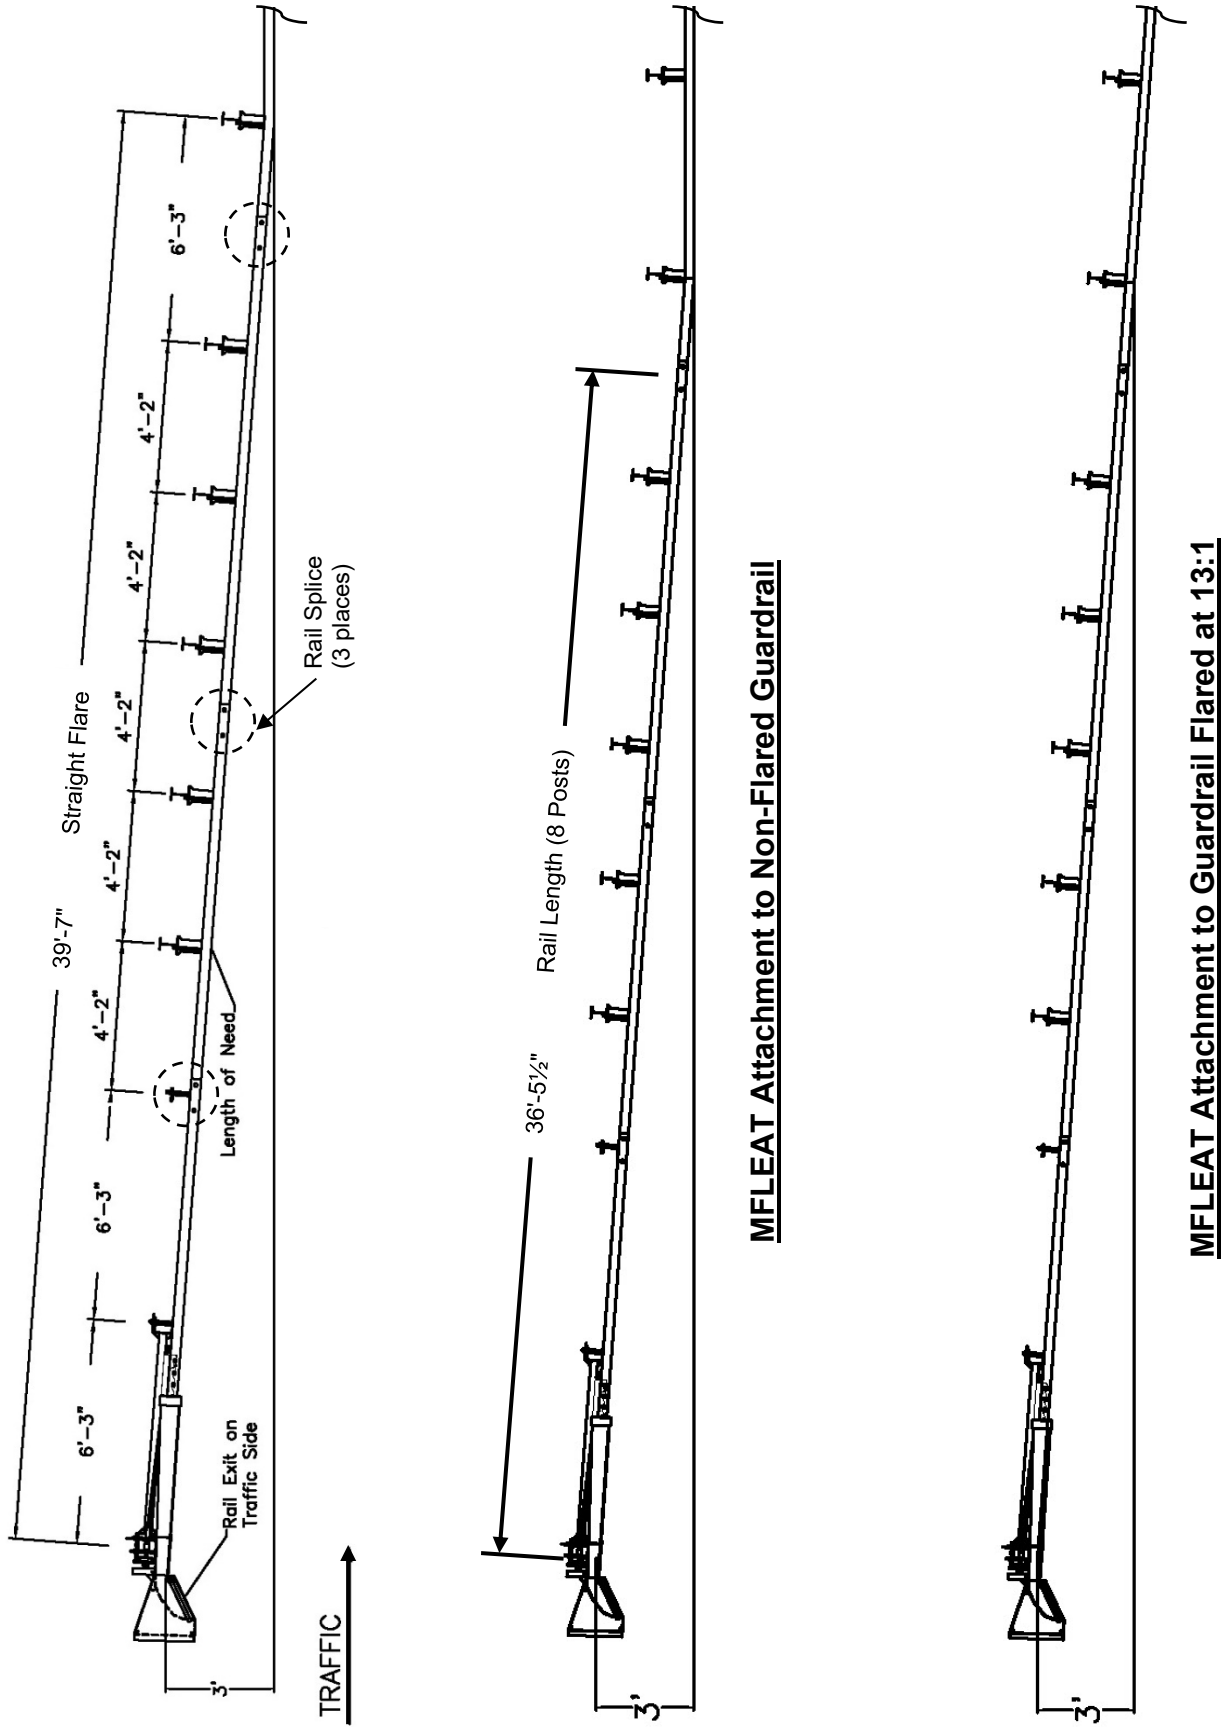 39'-7"
Straight Flare
6'-3"
6'-3"
4'-2"
4'-2"
4'-2"
4'-2"
4'-2"
6'-3"
Rail Exit on
Traffic Side
Length of Need
Rail Splice
(3 places)
3'
TRAFFIC
36'-5½"
Rail Length (8 Posts)
3'
MFLEAT Attachment to Non-Flared Guardrail
3'
MFLEAT Attachment to Guardrail Flared at 13:1